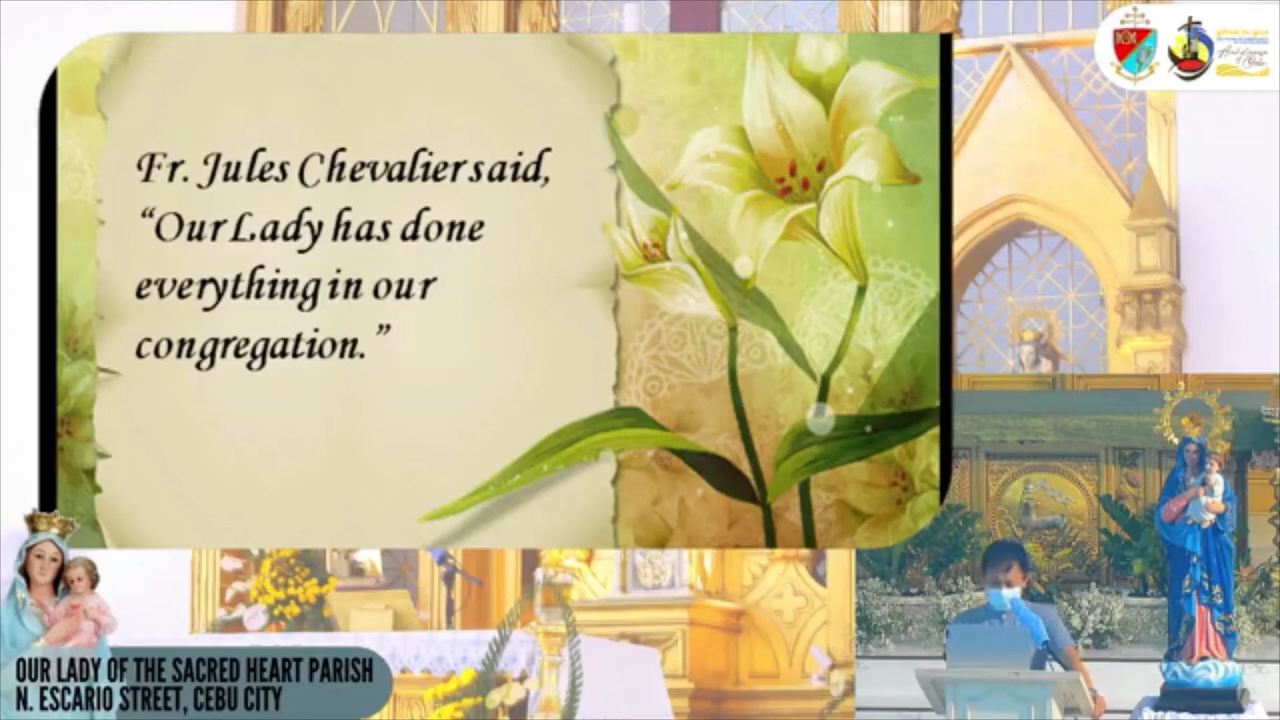 Fr. Jules Chevalier said,
“Our Lady has done
everything in our
congregation.”
OUR LADY OF THE SACRED HEART PARISH
N. ESCARIO STREET, CEBU CITY